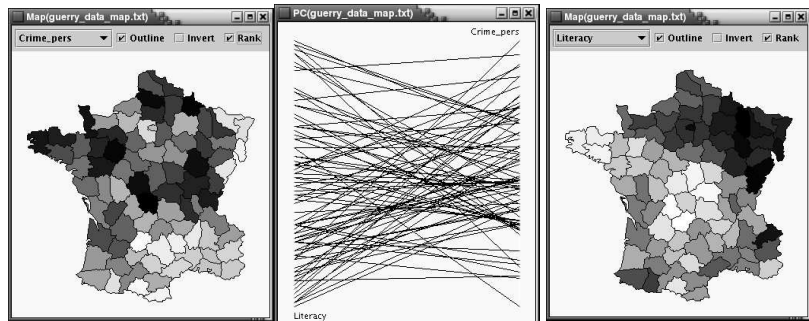 Map(guerry_data_map.txt)
Crime_pers Outline Invert Rank
PC(guerry_data_map.txt)
Crime_pers
Literacy
Map(guerry_data_map.txt)
Literacy Outline Invert Rank